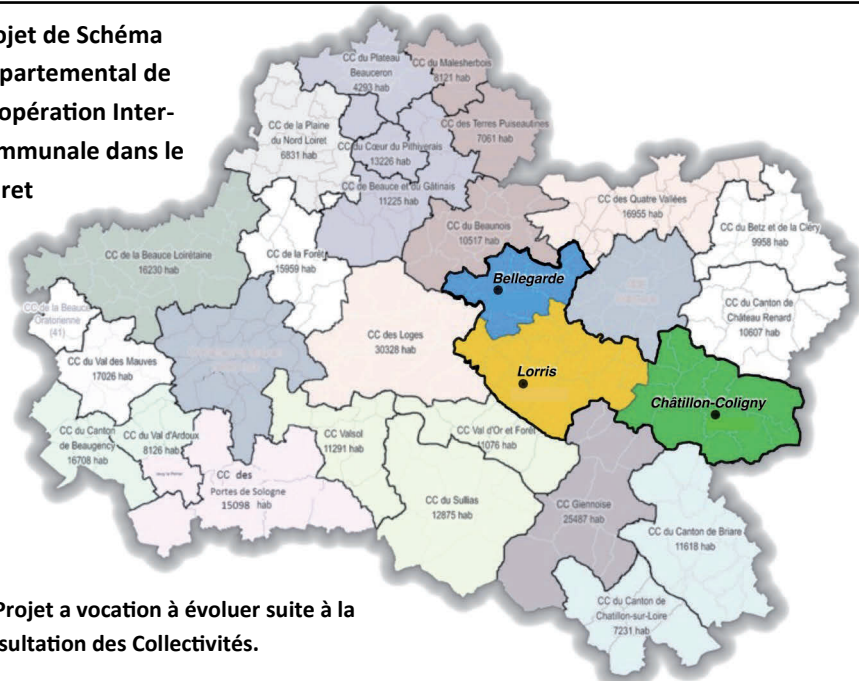 ojet de Schéma
partemental de
opération Inter-
mmunale dans le
ret
CC du Plateau
Beauceron
4293 hab
CC du Malesherbois
8121 hab
CC des Terres Puiseautines
7061 hab
CC de la Plaine
du Nord Loiret
6831 hab
CC du Cœur du Pithiverais
13226 hab
CC de Beauce et du Gâtinais
11225 hab
CC du Beaunois
10517 hab
CC des Quatre Vallées
16955 hab
CC du Betz et de la Cléry
9958 hab
CC de la Beauce Loirétaine
16230 hab
CC de la Forêt
15959 hab
Bellegarde
CC du Canton de
Château Renard
10607 hab
CC de la Beauce
Oratorienne
(41)
CC des Loges
30328 hab
CC du Val des Mauves
17026 hab
Lorris
Châtillon-Coligny
CC du Canton
de Beaugency
16708 hab
CC du Val d'Ardoux
8126 hab
CC Valsol
11291 hab
CC Val d'Or et Forêt
11076 hab
CC des
Portes de Sologne
15098 hab
CC du Sullias
12875 hab
CC Giennoise
25487 hab
CC du Canton de Briare
11618 hab
CC du Canton de
Chatillon-sur-Loire
7231 hab
Projet a vocation à évoluer suite à la
sultation des Collectivités.